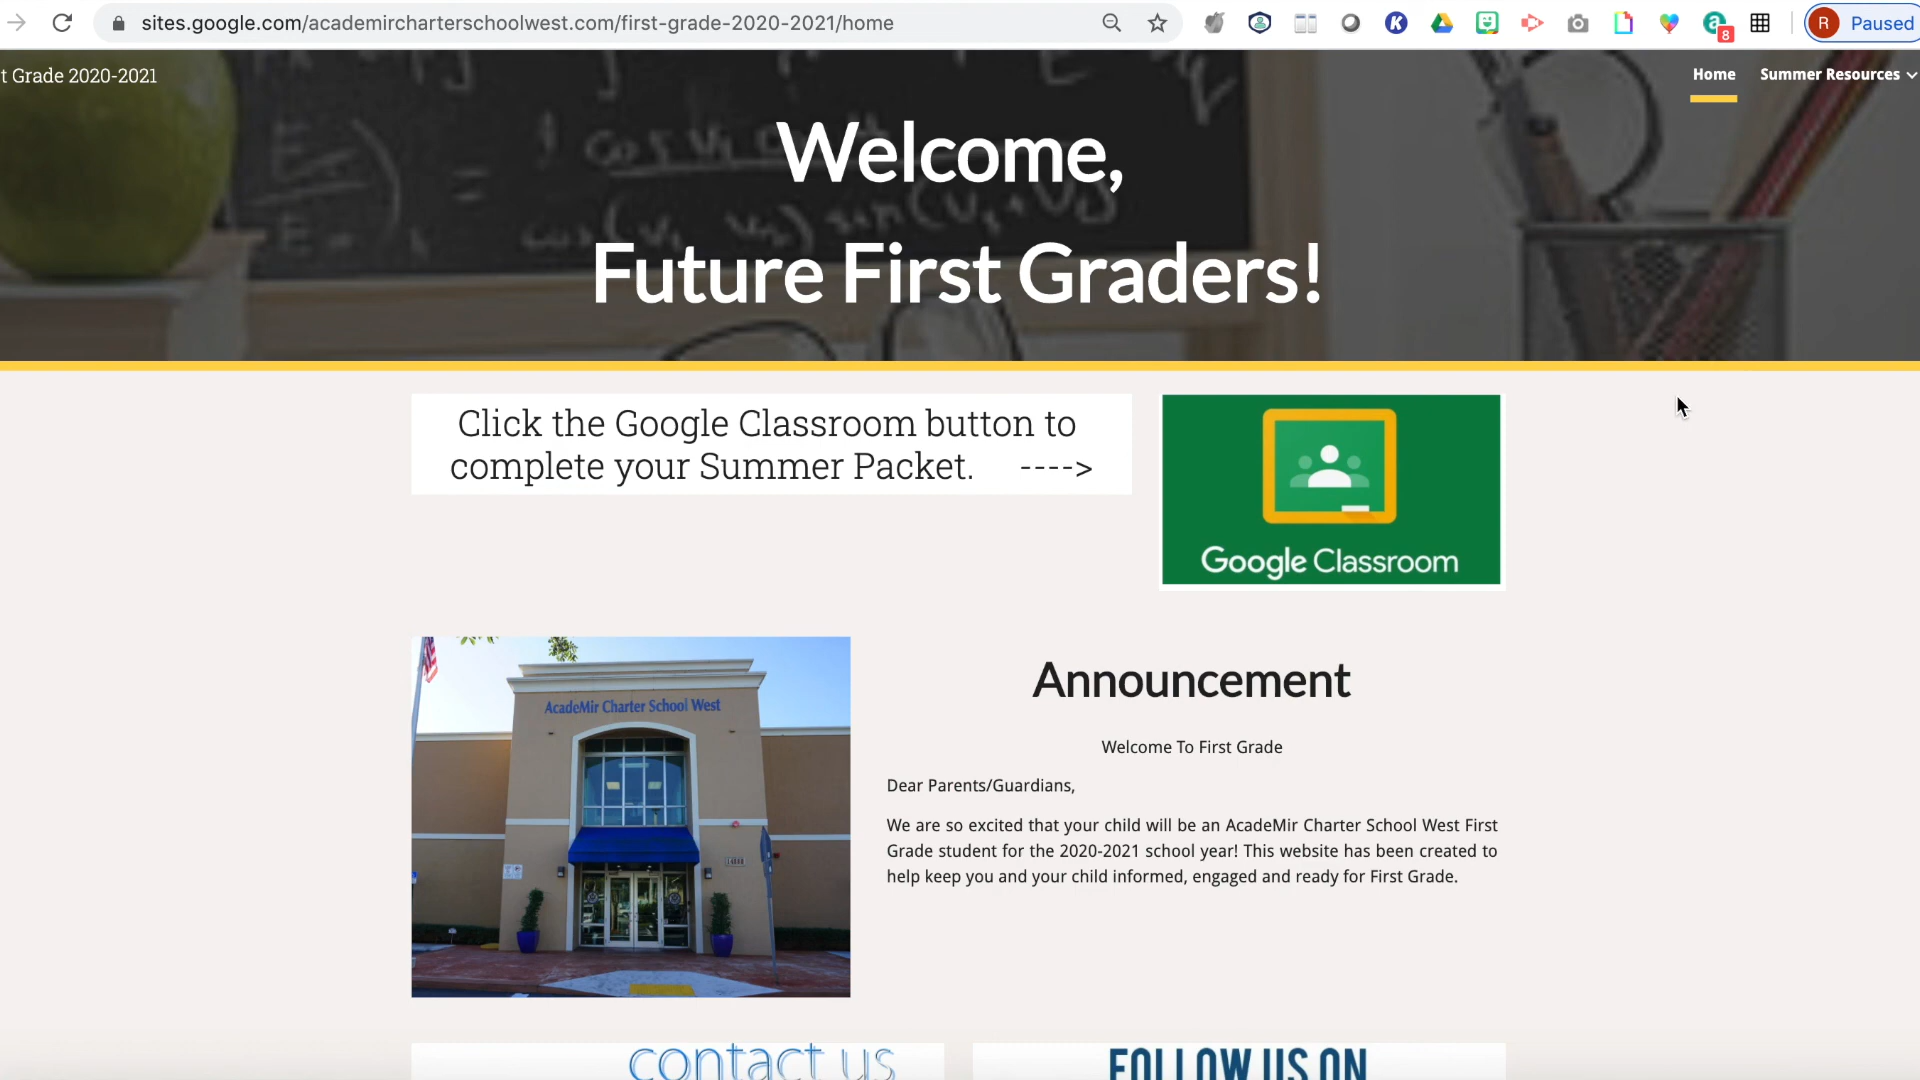 sites.google.com/academircharterschoolwest.com/first-grade-2020-2021/home
R Paused
8
t Grade 2020-2021
Home
Summer Resources
Welcome,
Future First Graders!
Click the Google Classroom button to
complete your Summer Packet. ---->
Google Classroom
AcadeMir Charter School West
Announcement
Welcome To First Grade
Dear Parents/Guardians,
We are so excited that your child will be an AcadeMir Charter School West First
Grade student for the 2020-2021 school year! This website has been created to
help keep you and your child informed, engaged and ready for First Grade.
contact us
FOLLOW US ON